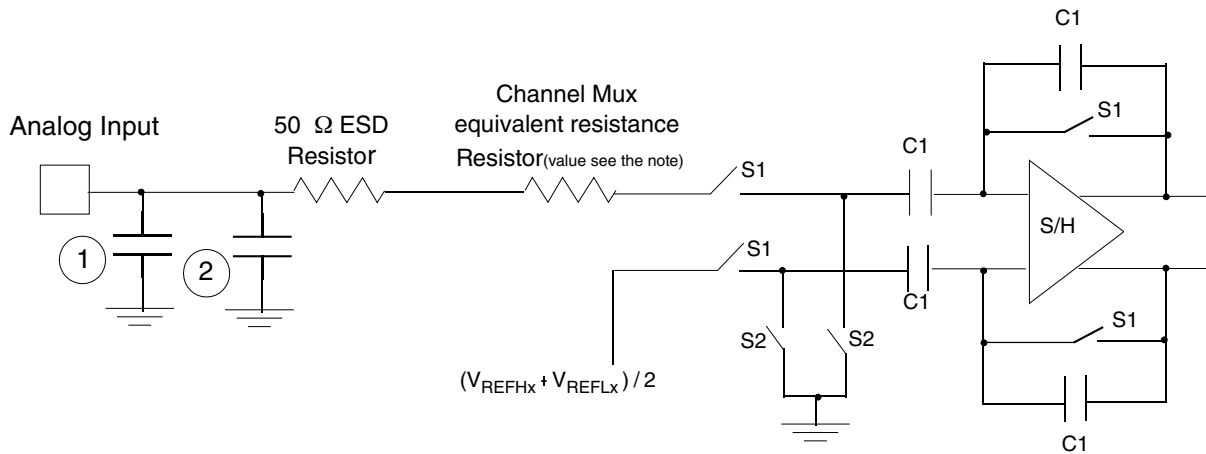 C1
Channel Mux
equivalent resistance
Resistor(value see the note)
50 Ω ESD
Resistor
Analog Input
S1
C1
S1
S/H
1
2
S1
C1
S2
S2
S1
(VREFHx + VREFLx) / 2
C1